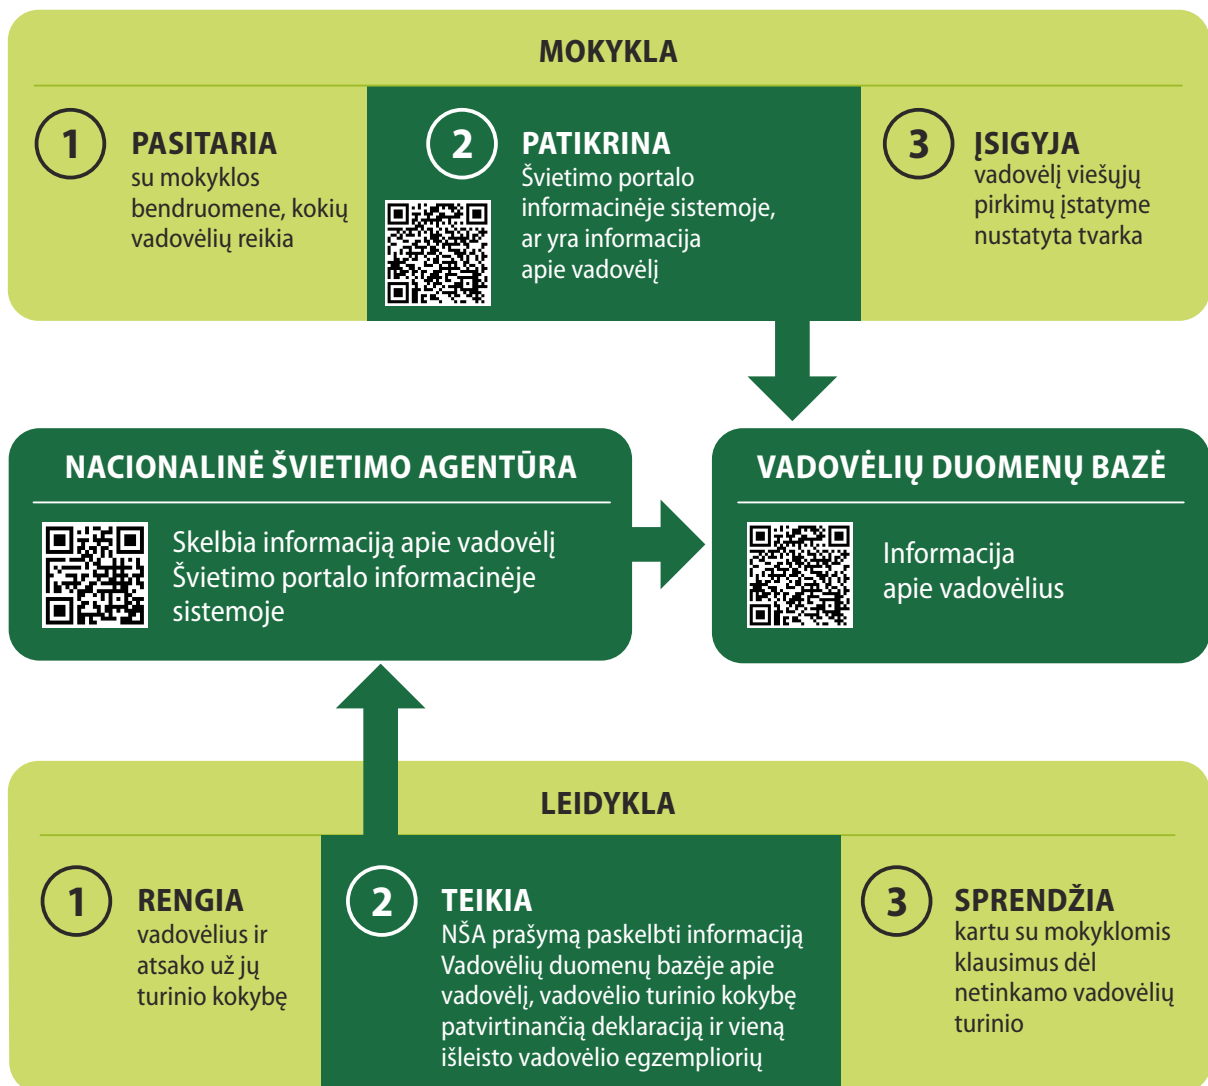 MOKYKLA
1
PASITARIA
su mokyklos
bendruomene, kokių
vadovėlių reikia
2
PATIKRINA
Švietimo portalo
informacinėje sistemoje,
ar yra informacija
apie vadovėlį
3
ĮSIGYJA
vadovėlį viešųjų
pirkimų įstatyme
nustatyta tvarka
NACIONALINĖ ŠVIETIMO AGENTŪRA
Skelbia informaciją apie vadovėlį
Švietimo portalo informacinėje
sistemoje
VADOVĖLIŲ DUOMENŲ BAZĖ
Informacija
apie vadovėlius
LEIDYKLA
1
RENGIA
vadovėlius ir
atsako už jų
turinio kokybę
2
TEIKIA
NŠA prašymą paskelbti informaciją
Vadovėlių duomenų bazėje apie
vadovėlį, vadovėlio turinio kokybę
patvirtinančią deklaraciją ir vieną
išleisto vadovėlio egzempliorių
3
SPRENDŽIA
kartu su mokyklomis
klausimus dėl
netinkamo vadovėlių
turinio